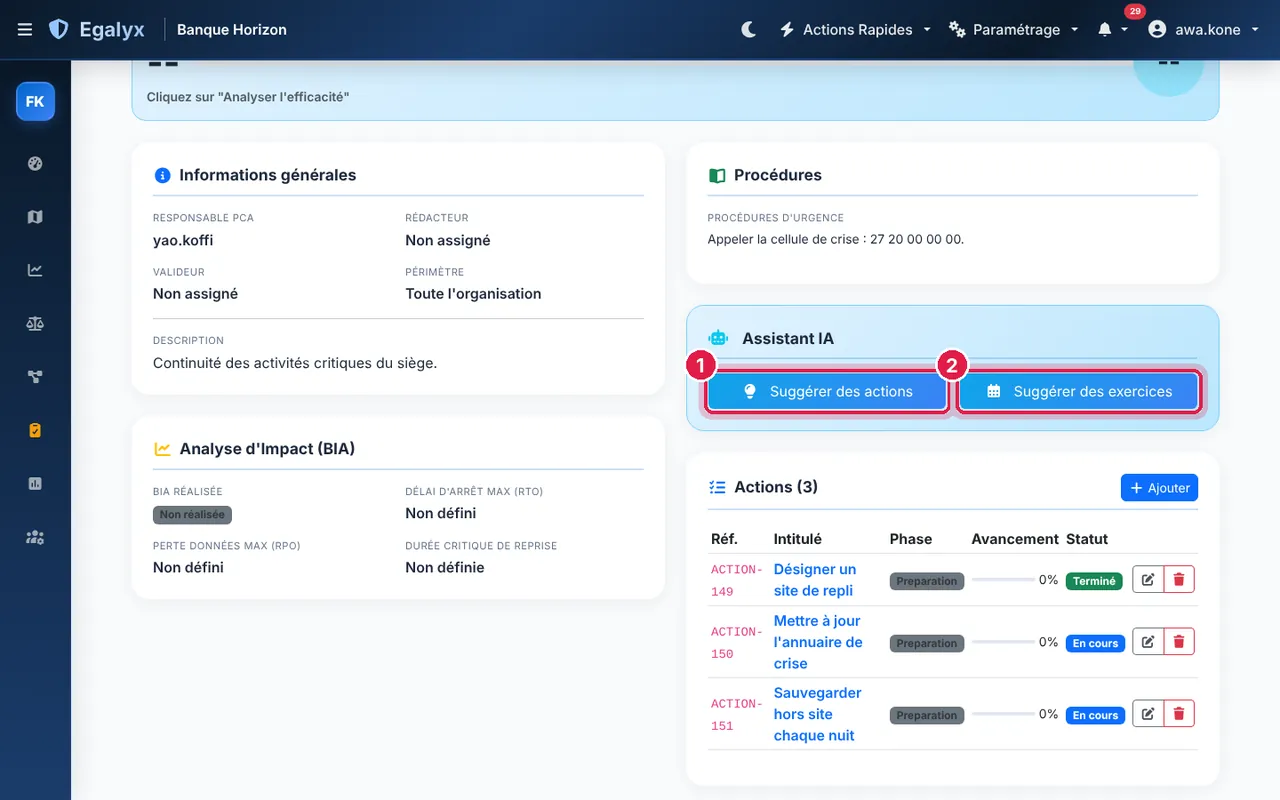 Egalyx
Banque Horizon
Actions Rapides
Paramétrage
29
awa.kone
FK
--
--
Cliquez sur "Analyser l'efficacité"
Informations générales
RESPONSABLE PCA
RÉDACTEUR
yao.koffi
Non assigné
VALIDEUR
PÉRIMÈTRE
Non assigné
Toute l'organisation
DESCRIPTION
Continuité des activités critiques du siège.
Analyse d'Impact (BIA)
BIA RÉALISÉE
DÉLAI D'ARRÊT MAX (RTO)
Non réalisée
Non défini
PERTE DONNÉES MAX (RPO)
DURÉE CRITIQUE DE REPRISE
Non défini
Non définie
Procédures
PROCÉDURES D'URGENCE
Appeler la cellule de crise : 27 20 00 00 00.
Assistant IA
1
2
Suggérer des actions
Suggérer des exercices
Actions (3)
+ Ajouter
Réf. Intitulé Phase Avancement Statut
ACTION-149 Désigner un site de repli Preparation 0% Terminé
ACTION-150 Mettre à jour l'annuaire de crise Preparation 0% En cours
ACTION-151 Sauvegarder hors site chaque nuit Preparation 0% En cours